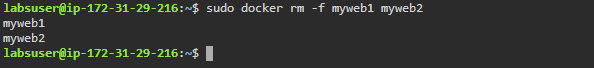 labsuser@ip-172-31-29-216:~$ sudo docker rm -f myweb1 myweb2
myweb1
myweb2
labsuser@ip-172-31-29-216:~$